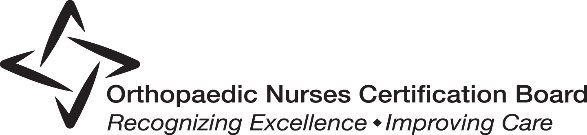 Orthopaedic Nurses Certification Board
Recognizing Excellence ⬥ Improving Care